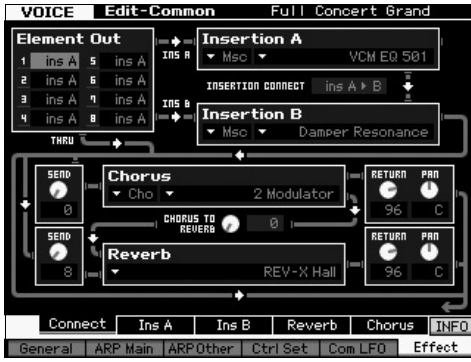 VOICE Edit-Common Full Concert Grand
Element Out
1 ins A 5 ins A
2 ins A 6 ins A
3 ins A 7 ins A
4 ins A 8 ins A
THRU
INS A
Insertion A
Msc VCM EQ 501
INSERTION CONNECT ins A ▸ B
INS B
Insertion B
Msc Damper Resonance
SEND
0
Chorus
Cho 2 Modulator
RETURN PAN
96 C
CHORUS TO REVERB 0
SEND
8
Reverb
REV-X Hall
RETURN PAN
96 C
Connect Ins A Ins B Reverb Chorus INFO
General ARP Main ARP Other Ctrl Set Com LFO Effect